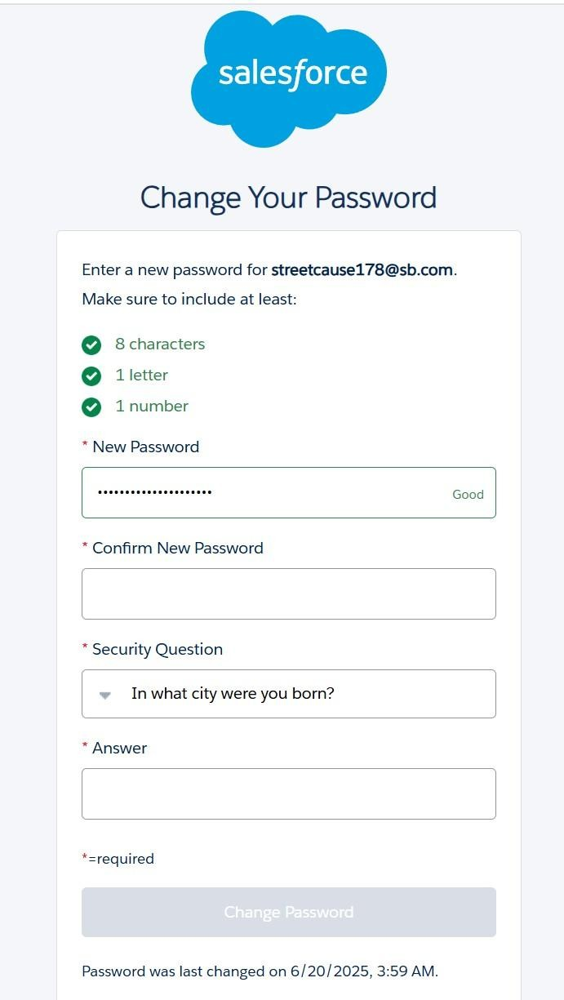 salesforce
Change Your Password
Enter a new password for streetcause178@sb.com.
Make sure to include at least:
8 characters
1 letter
1 number
* New Password
•••••••••••••••••••••
Good
* Confirm New Password
* Security Question
In what city were you born?
* Answer
*=required
Change Password
Password was last changed on 6/20/2025, 3:59 AM.